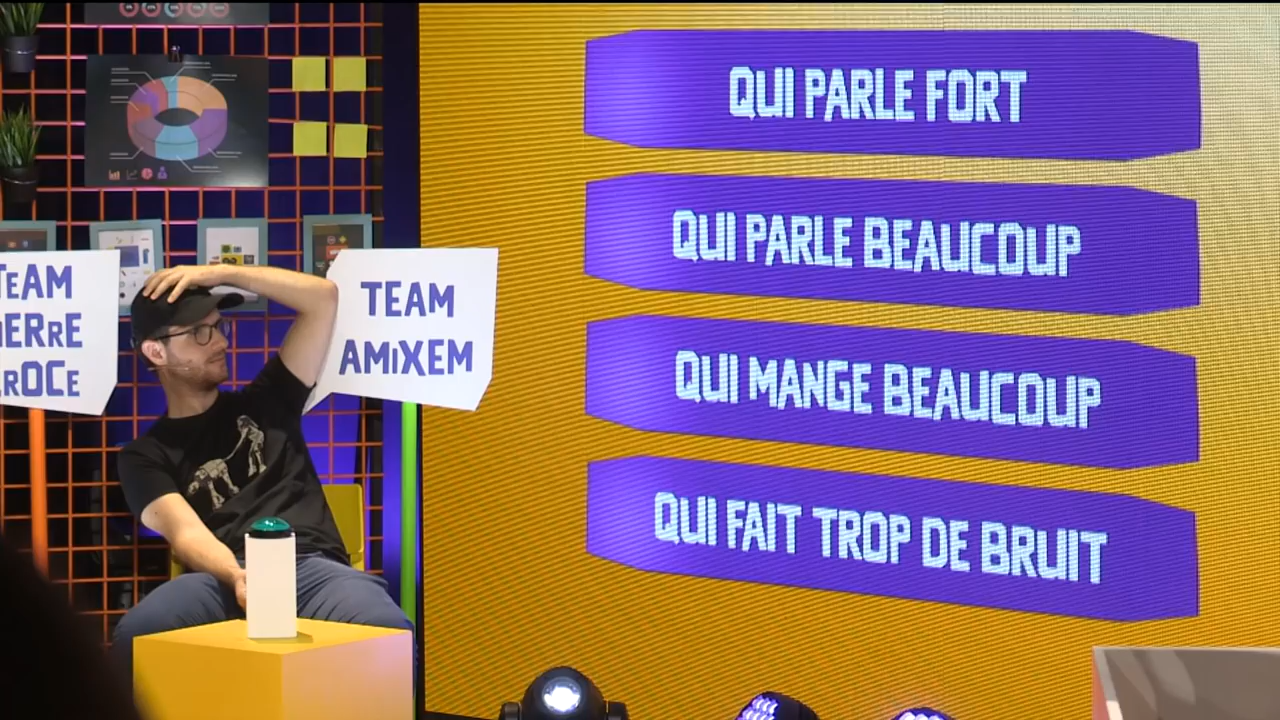 QUI PARLE FORT
QUI PARLE BEAUCOUP
QUI MANGE BEAUCOUP
QUI FAIT TROP DE BRUIT
TEAM
TEAM
AMiXEM